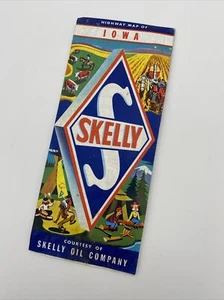 HIGHWAY MAP OF
IOWA
S
SKELLY
COURTESY OF
SKELLY OIL COMPANY